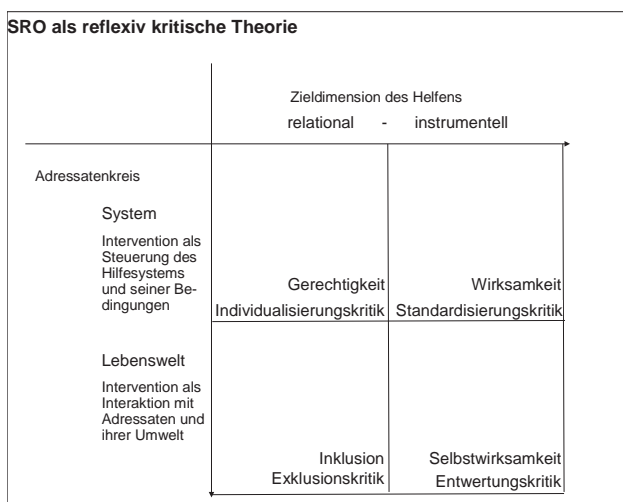 SRO als reflexiv kritische Theorie
Zieldimension des Helfens
relational - instrumentell
Adressatenkreis
System
Intervention als
Steuerung des
Hilfesystems
und seiner Be-
dingungen
Gerechtigkeit
Individualisierungskritik
Wirksamkeit
Standardisierungskritik
Lebenswelt
Intervention als
Interaktion mit
Adressaten und
ihrer Umwelt
Inklusion
Exklusionskritik
Selbstwirksamkeit
Entwertungskritik